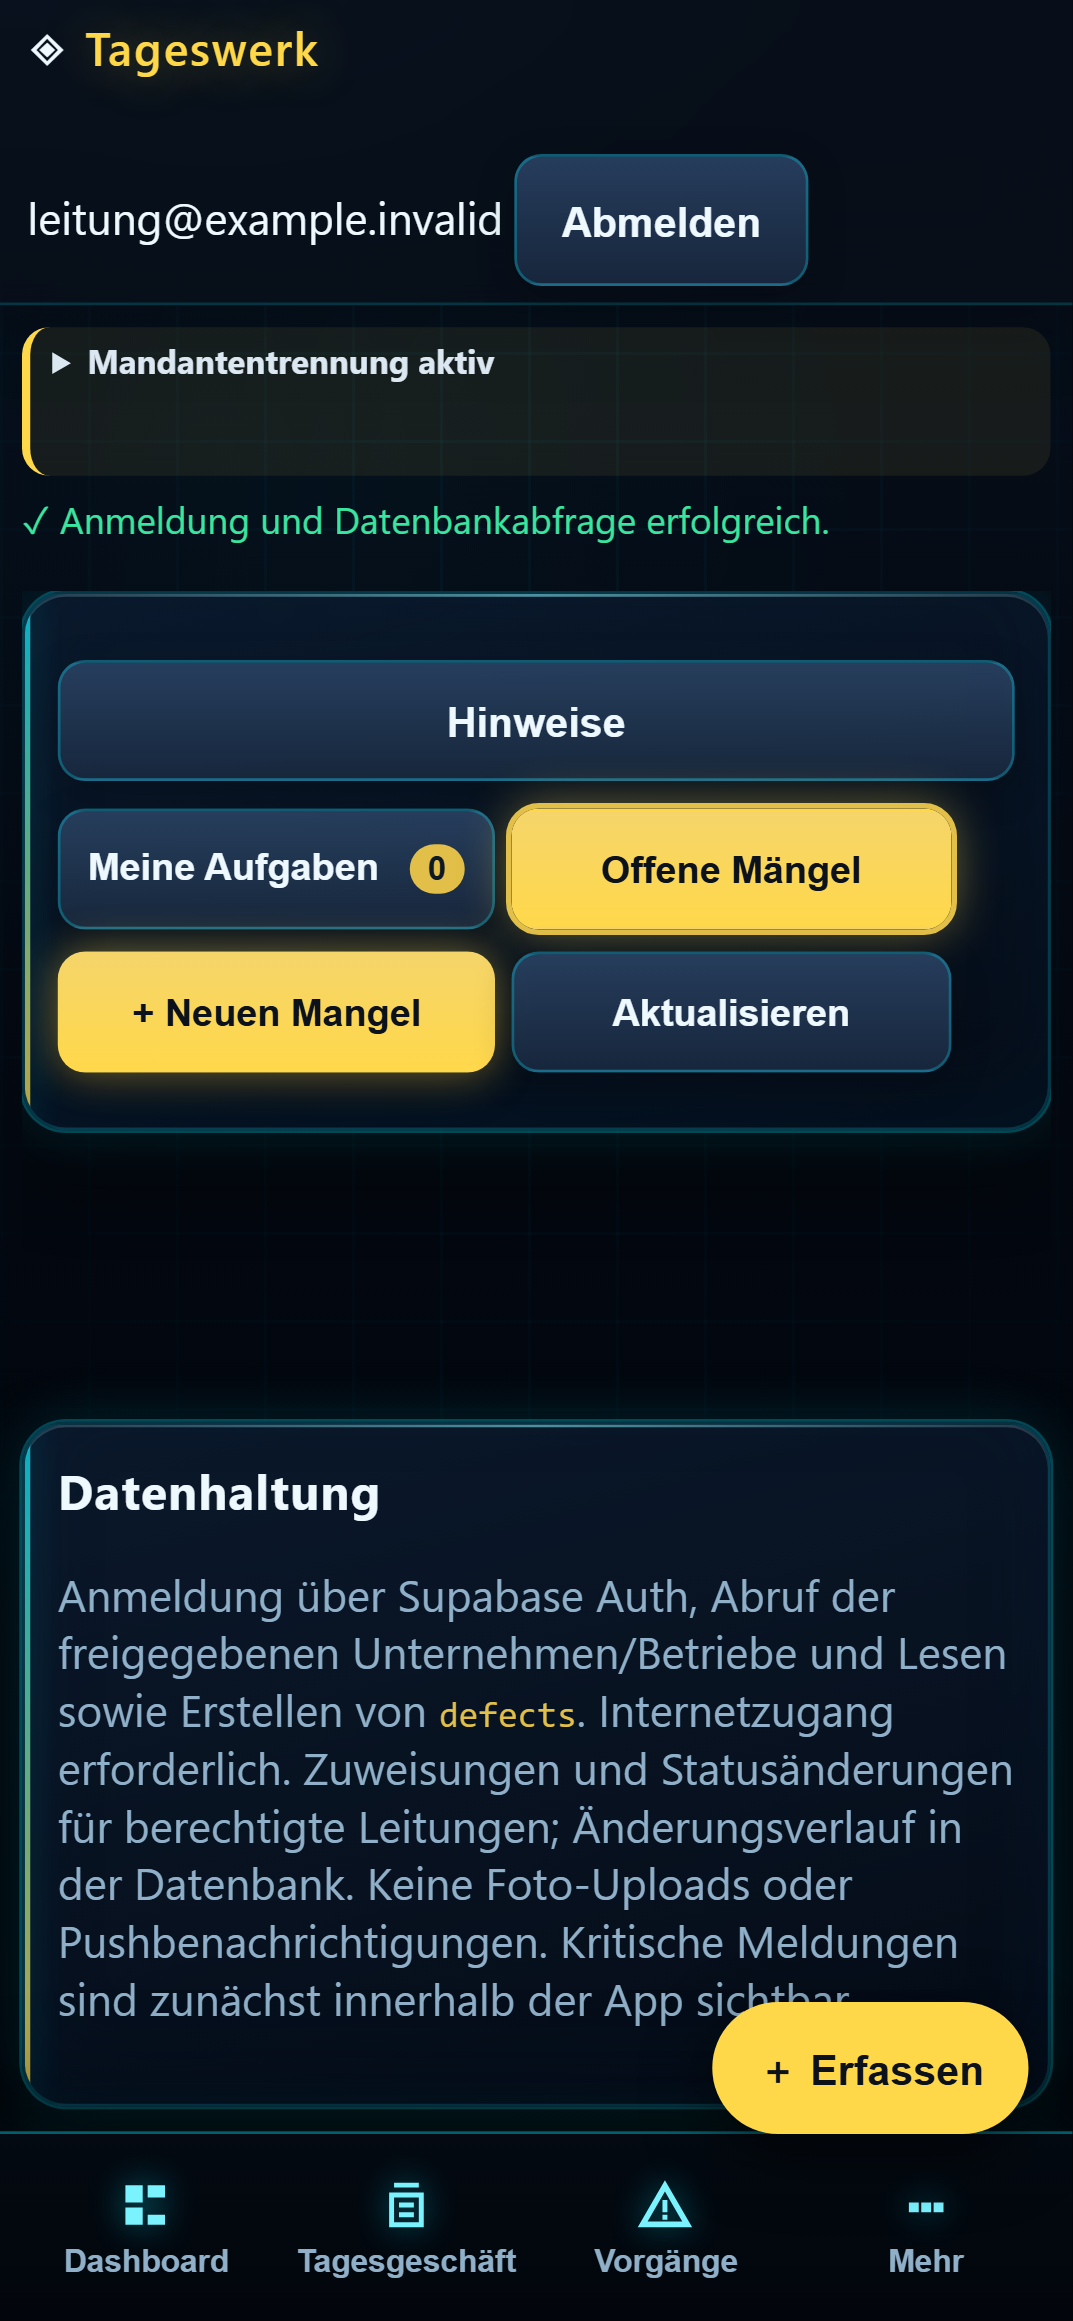 Tageswerk
leitung@example.invalid Abmelden
Mandantentrennung aktiv
✓ Anmeldung und Datenbankabfrage erfolgreich.
Hinweise
Meine Aufgaben 0 Offene Mängel
+ Neuen Mangel Aktualisieren
Datenhaltung
Anmeldung über Supabase Auth, Abruf der
freigegebenen Unternehmen/Betriebe und Lesen
sowie Erstellen von defects. Internetzugang
erforderlich. Zuweisungen und Statusänderungen
für berechtigte Leitungen; Änderungsverlauf in
der Datenbank. Keine Foto-Uploads oder
Pushbenachrichtigungen. Kritische Meldungen
sind zunächst innerhalb der App sichtbar.
+ Erfassen
Dashboard Tagesgeschäft Vorgänge Mehr